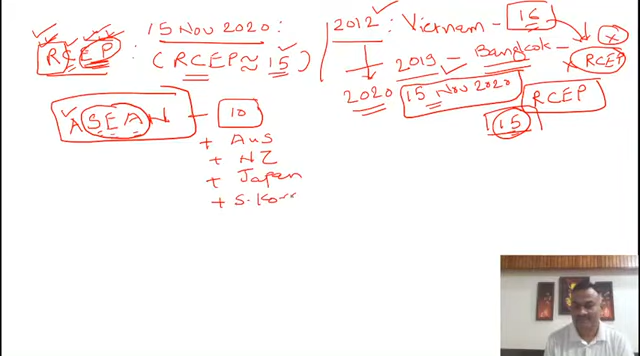 RCEP : 15 Nov 2020 :
(RCEP ≈ 15)
2012 : Vietnam - 16
2019 - Bangkok - x RCEP x
2020 15 Nov 2020 RCEP
15
ASEAN - 10
+ Aus
+ NZ
+ Japan
+ S. Kor